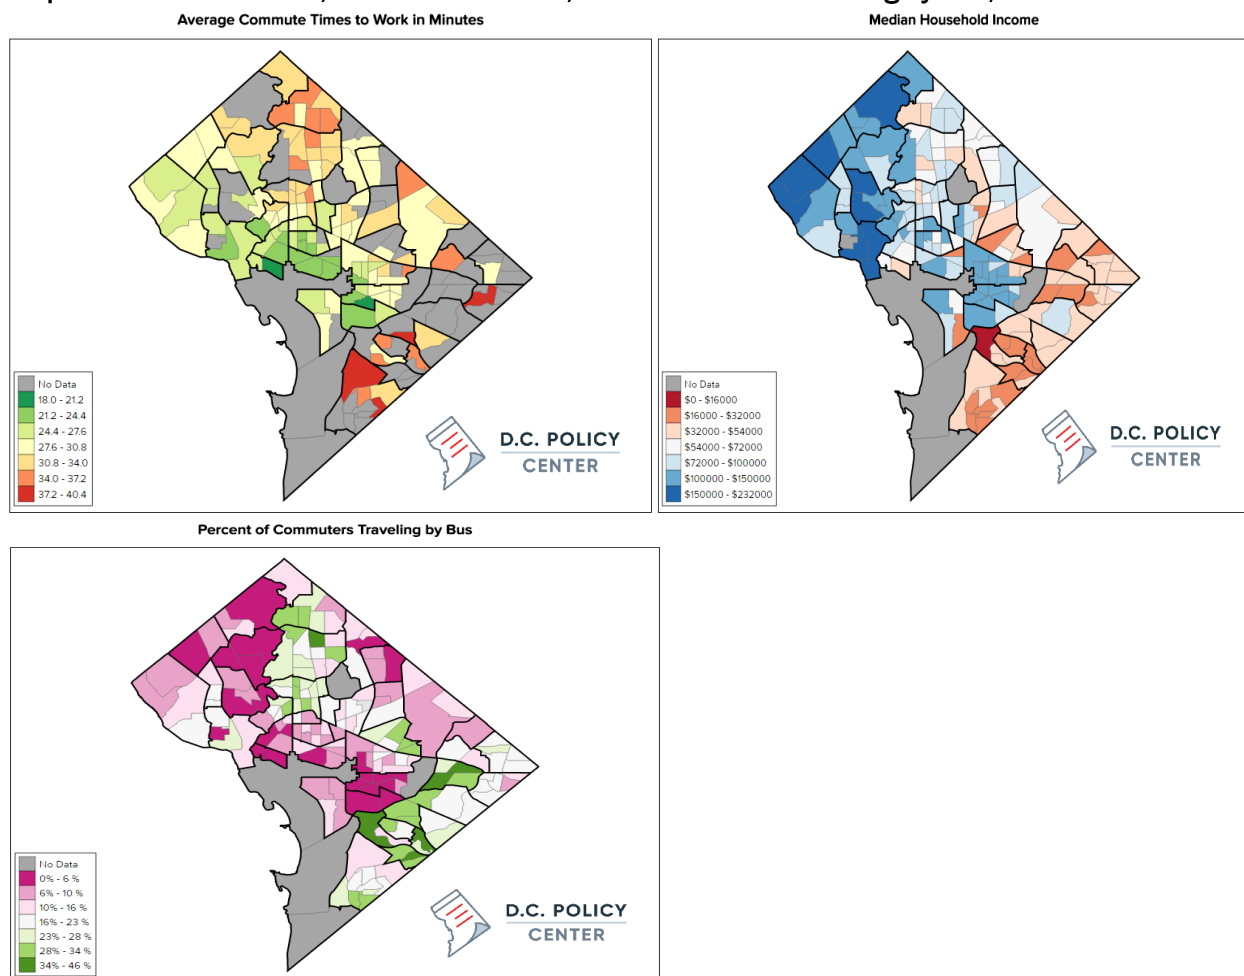 Average Commute Times to Work in Minutes
No Data
18.0 - 21.2
21.2 - 24.4
24.4 - 27.6
27.6 - 30.8
30.8 - 34.0
34.0 - 37.2
37.2 - 40.4
D.C. POLICY
CENTER
Median Household Income
No Data
$0 - $16000
$16000 - $32000
$32000 - $54000
$54000 - $72000
$72000 - $100000
$100000 - $150000
$150000 - $232000
D.C. POLICY
CENTER
Percent of Commuters Traveling by Bus
No Data
0% - 6 %
6% - 10 %
10% - 16 %
16% - 23 %
23% - 28 %
28% - 34 %
34% - 46 %
D.C. POLICY
CENTER